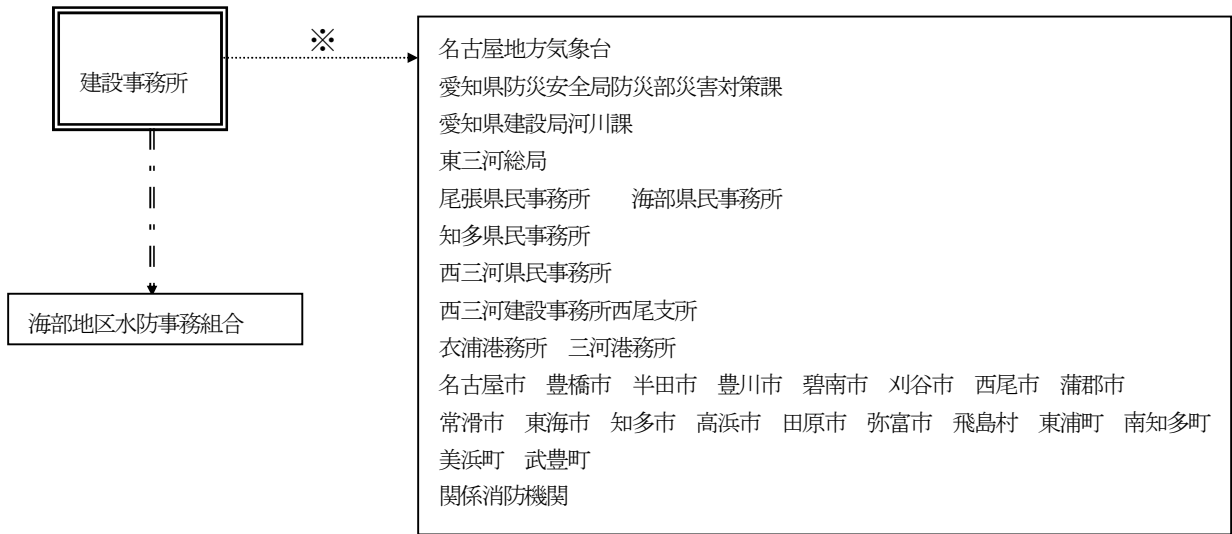 建設事務所
※
海部地区水防事務組合
名古屋地方気象台
愛知県防災安全局防災部災害対策課
愛知県建設局河川課
東三河総局
尾張県民事務所　　海部県民事務所
知多県民事務所
西三河県民事務所
西三河建設事務所西尾支所
衣浦港務所　三河港務所
名古屋市　豊橋市　半田市　豊川市　碧南市　刈谷市　西尾市　蒲郡市
常滑市　東海市　知多市　高浜市　田原市　弥富市　飛島村　東浦町　南知多町
美浜町　武豊町
関係消防機関